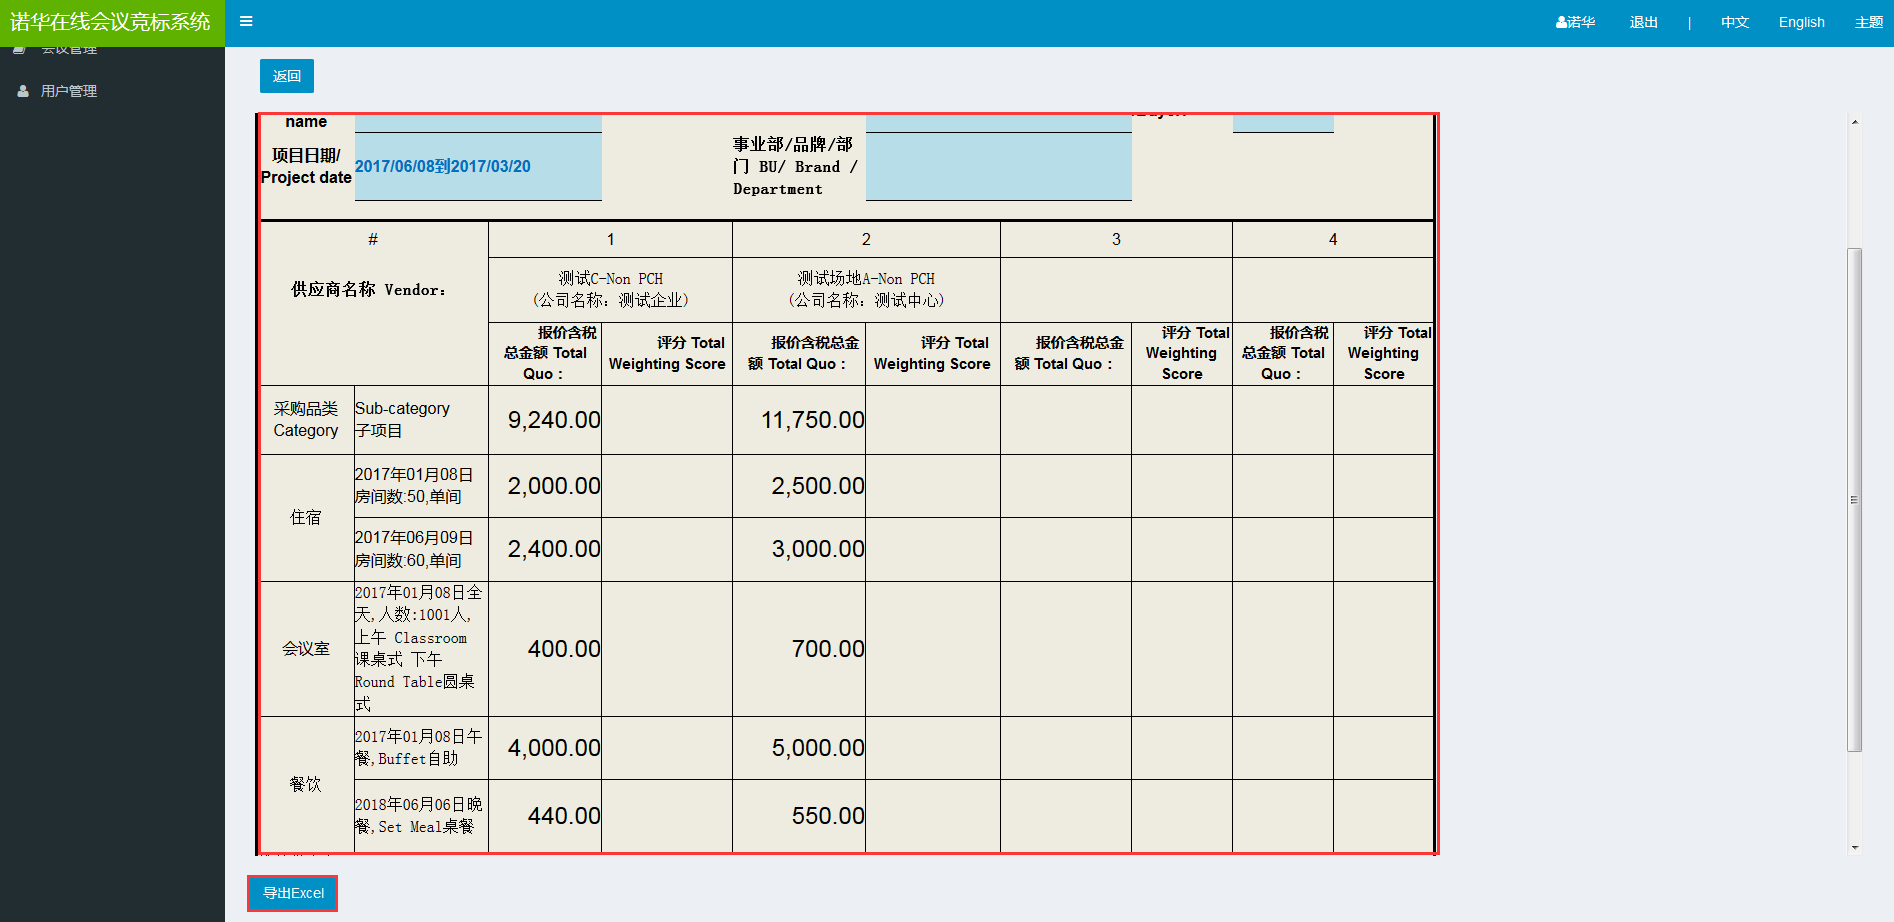 诺华在线会议竞标系统
诺华 退出 | 中文 English 主题
会议管理
用户管理
返回
name
项目日期/
Project date
2017/06/08到2017/03/20
事业部/品牌/部
门 BU/ Brand /
Department
# 1 2 3 4
供应商名称 Vendor:
测试C-Non PCH
(公司名称: 测试企业)
测试场地A-Non PCH
(公司名称: 测试中心)
报价含税
总金额 Total
Quo :
评分 Total
Weighting Score
报价含税总金
额 Total Quo :
评分 Total
Weighting Score
报价含税总金
额 Total Quo :
评分 Total
Weighting
Score
报价含税
总金额 Total
Quo :
评分 Total
Weighting
Score
采购品类
Category
Sub-category
子项目
9,240.00 11,750.00
住宿
2017年01月08日
房间数:50,单间
2,000.00 2,500.00
2017年06月09日
房间数:60,单间
2,400.00 3,000.00
会议室
2017年01月08日全
天,人数:1001人,
上午 Classroom
课桌式 下午
Round Table圆桌
式
400.00 700.00
餐饮
2017年01月08日午
餐,Buffet自助
4,000.00 5,000.00
2018年06月06日晚
餐,Set Meal桌餐
440.00 550.00
导出Excel